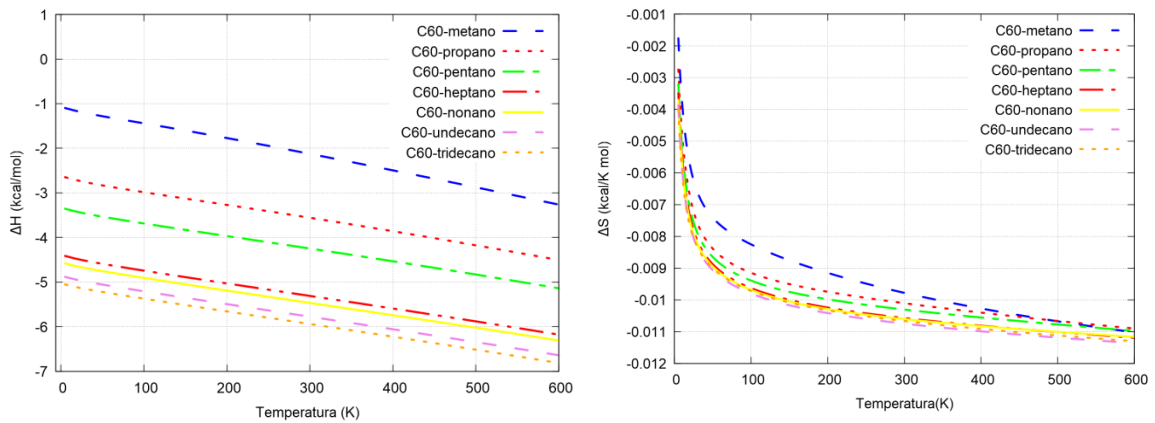 1
0
-1
-2
-3
-4
-5
-6
-7
ΔH (kcal/mol)
C60-metano
C60-propano
C60-pentano
C60-heptano
C60-nonano
C60-undecano
C60-tridecano
0 100 200 300 400 500 600
Temperatura (K)
-0.001
-0.002
-0.003
-0.004
-0.005
-0.006
-0.007
-0.008
-0.009
-0.01
-0.011
-0.012
ΔS (kcal/K mol)
C60-metano
C60-propano
C60-pentano
C60-heptano
C60-nonano
C60-undecano
C60-tridecano
0 100 200 300 400 500 600
Temperatura(K)